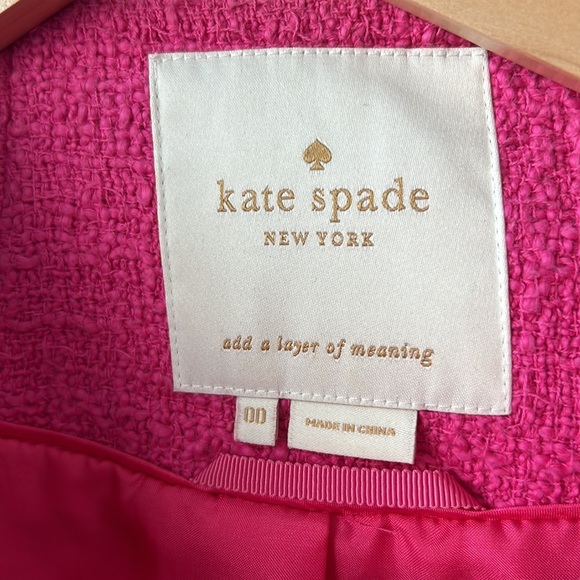 kate spade
NEW YORK
add a layer of meaning
00
MADE IN CHINA